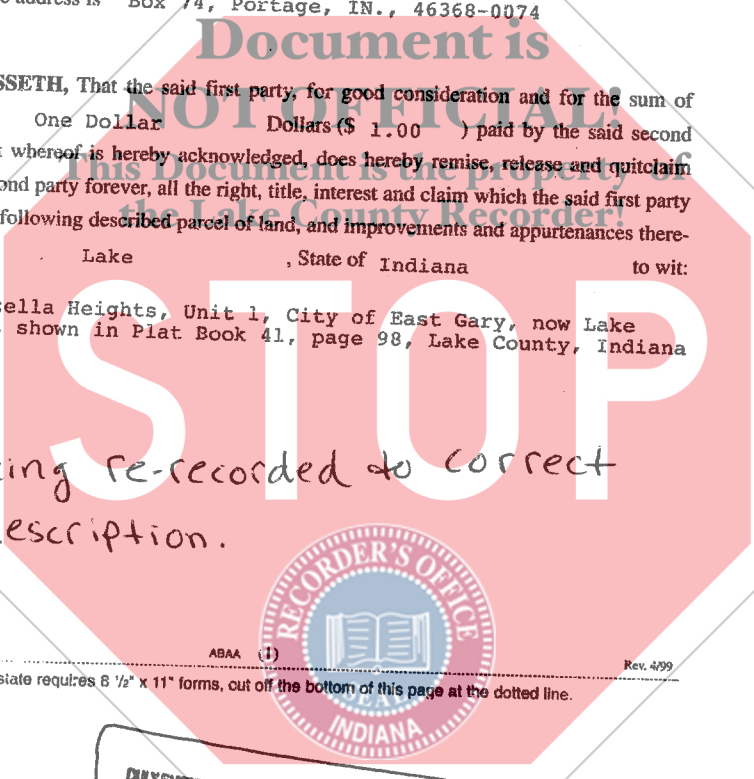 address is Box 74, Portage, IN., 46368-0074
Document is
SSETH, That the said first party, for good consideration and for the sum of
NOT OFFICIAL!
One Dollar Dollars ($ 1.00 ) paid by the said second
whereof is hereby acknowledged, does hereby remise, release and quitclaim
This Document is the property of
ond party forever, all the right, title, interest and claim which the said first party
the Lake County Recorder!
following described parcel of land, and improvements and appurtenances there-
Lake , State of Indiana to wit:
ella Heights, Unit 1, City of East Gary, now Lake
shown in Plat Book 41, page 98, Lake County, Indiana
STOP
ing re-recorded to correct
escription.
RECORDER'S OFFICE
SEAL
INDIANA
ABAA (1) Rev. 4/99
state requires 8 1/2" x 11" forms, cut off the bottom of this page at the dotted line.